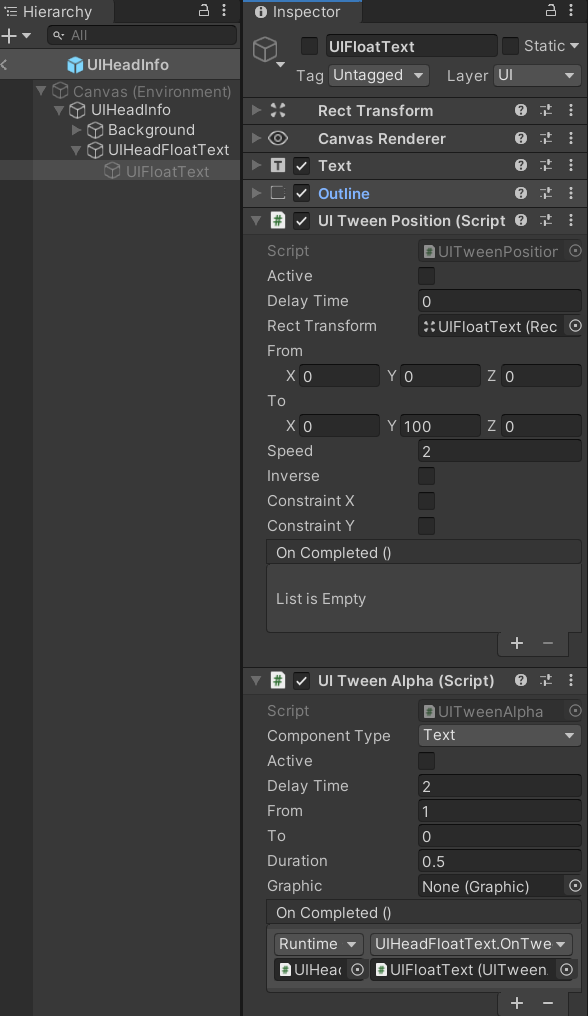 Hierarchy
All
UIHeadInfo
Canvas (Environment)
UIHeadInfo
Background
UIHeadFloatText
UIFloatText
Inspector
UIFloatText
Static
Tag Untagged Layer UI
Rect Transform
Canvas Renderer
Text
Outline
UI Tween Position (Script
Script UITweenPosition
Active
Delay Time 0
Rect Transform UIFloatText (Rec
From
X 0 Y 0 Z 0
To
X 0 Y 100 Z 0
Speed 2
Inverse
Constraint X
Constraint Y
On Completed ()
List is Empty
UI Tween Alpha (Script)
Script UITweenAlpha
Component Type Text
Active
Delay Time 2
From 1
To 0
Duration 0.5
Graphic None (Graphic)
On Completed ()
Runtime UIHeadFloatText.OnTwe
UIHead UIFloatText (UITween